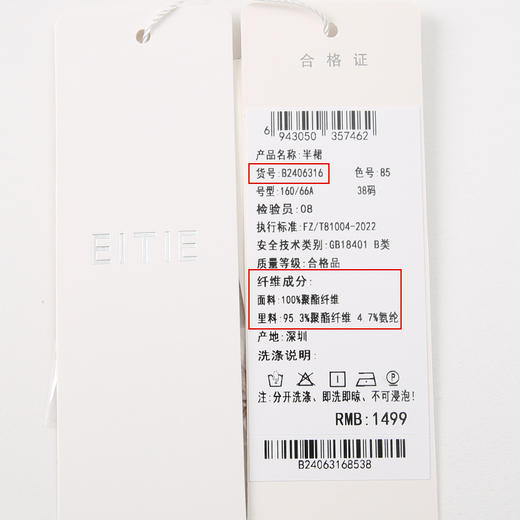 EITIE
合格证
6 943050 357462
产品名称:半裙
货号:B2406316 色号:85
号型:160/66A 38码
检验员:08
执行标准:FZ/T81004-2022
安全技术类别:GB18401 B类
质量等级:合格品
纤维成分:
面料:100%聚酯纤维
里料:95.3%聚酯纤维 4.7%氨纶
产地:深圳
洗涤说明:
P
注:分开洗涤、即洗即晾、不可浸泡!
RMB:1499
B24063168538